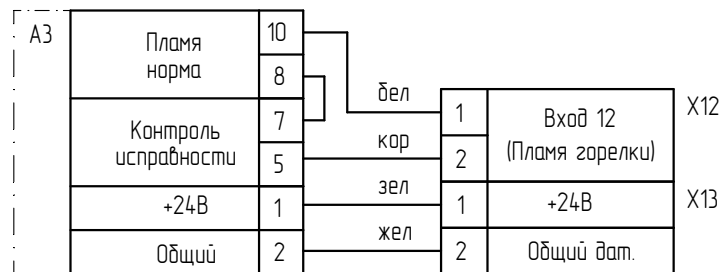 А3
Пламя
норма
10
8
Контроль
исправности
7
5
+24В
1
Общий
2
бел
кор
зел
жел
1
2
Вход 12
(Пламя горелки)
X12
1
+24В
X13
2
Общий дат.